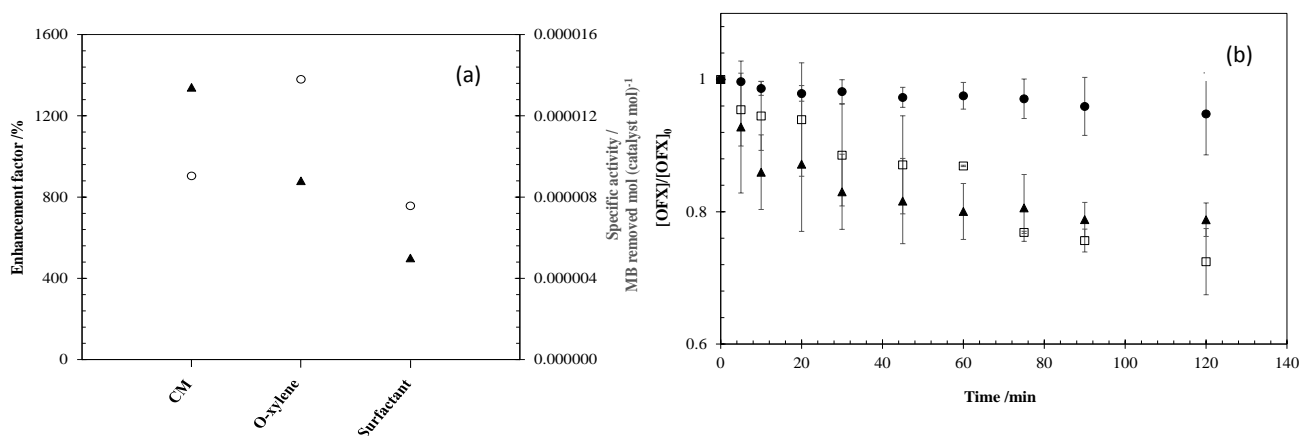 1600
1200
800
400
0
Enhancement factor /%
(a)
0.000016
0.000012
0.000008
0.000004
0.000000
Specific activity /
MB removed mol (catalyst mol)-1
CM
O-xylene
Surfactant
(b)
1
0.8
0.6
[OFX]/[OFX]0
0 20 40 60 80 100 120 140
Time /min